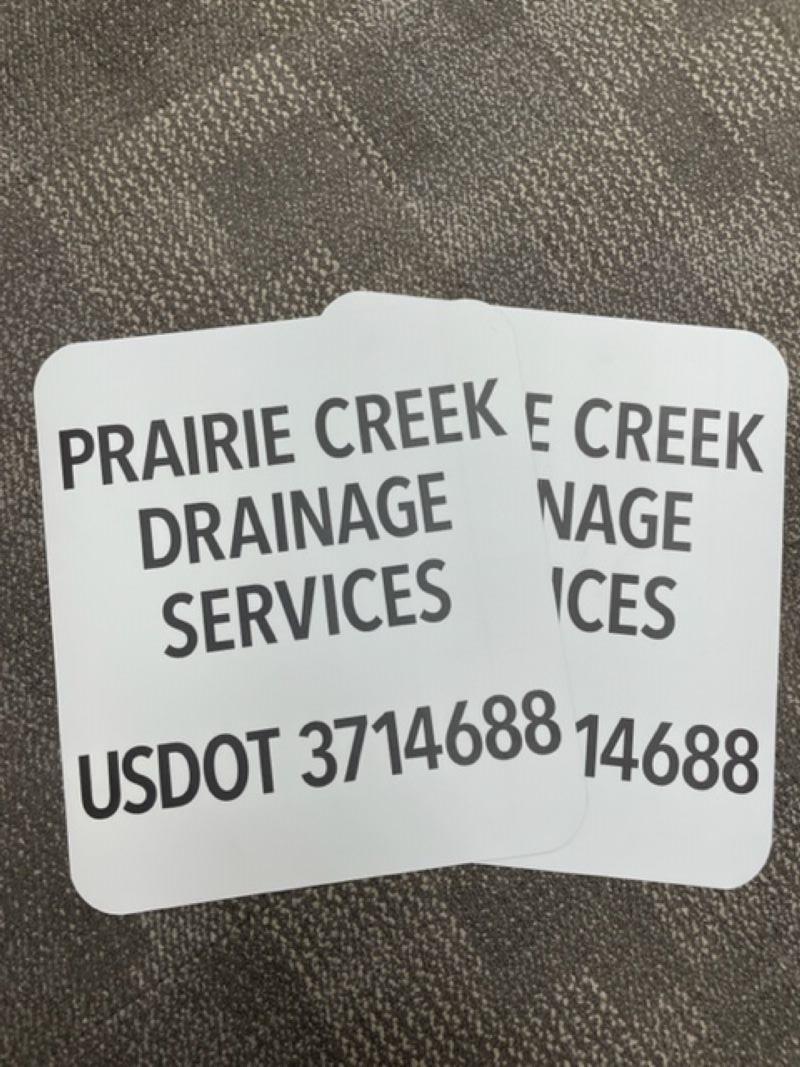 PRAIRIE CREEK
DRAINAGE
SERVICES
USDOT 3714688
E CREEK
NAGE
ICES
14688